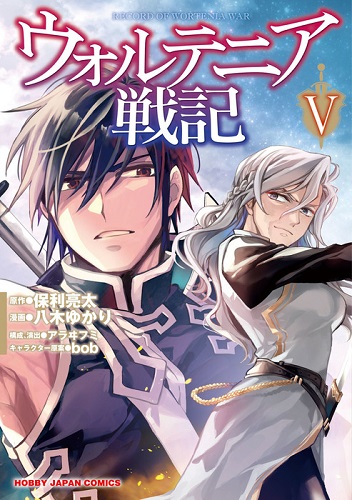 RECORD OF WORTENIA WAR
ウォルテニア
戦記
V
原作●保利亮太
漫画●八木ゆかり
構成・演出●アラヰフミ
キャラクター原案●bob
HOBBY JAPAN COMICS